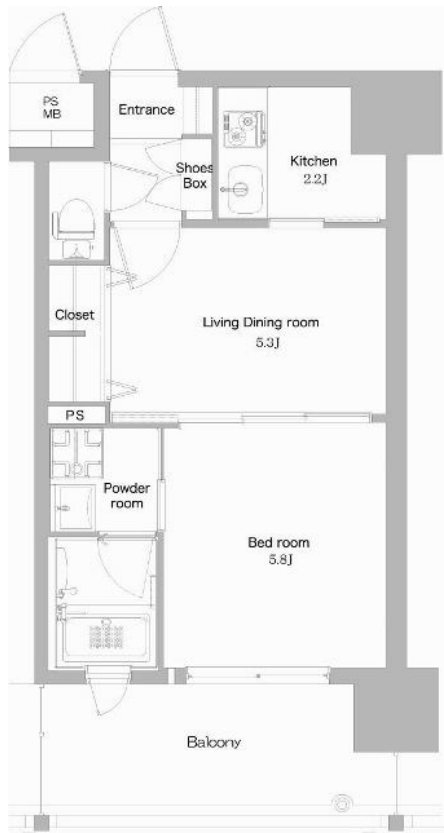 PS
MB
Entrance
Shoes
Box
Kitchen
2.2J
Closet
Living Dining room
5.3J
PS
Powder
room
Bed room
5.8J
Balcony